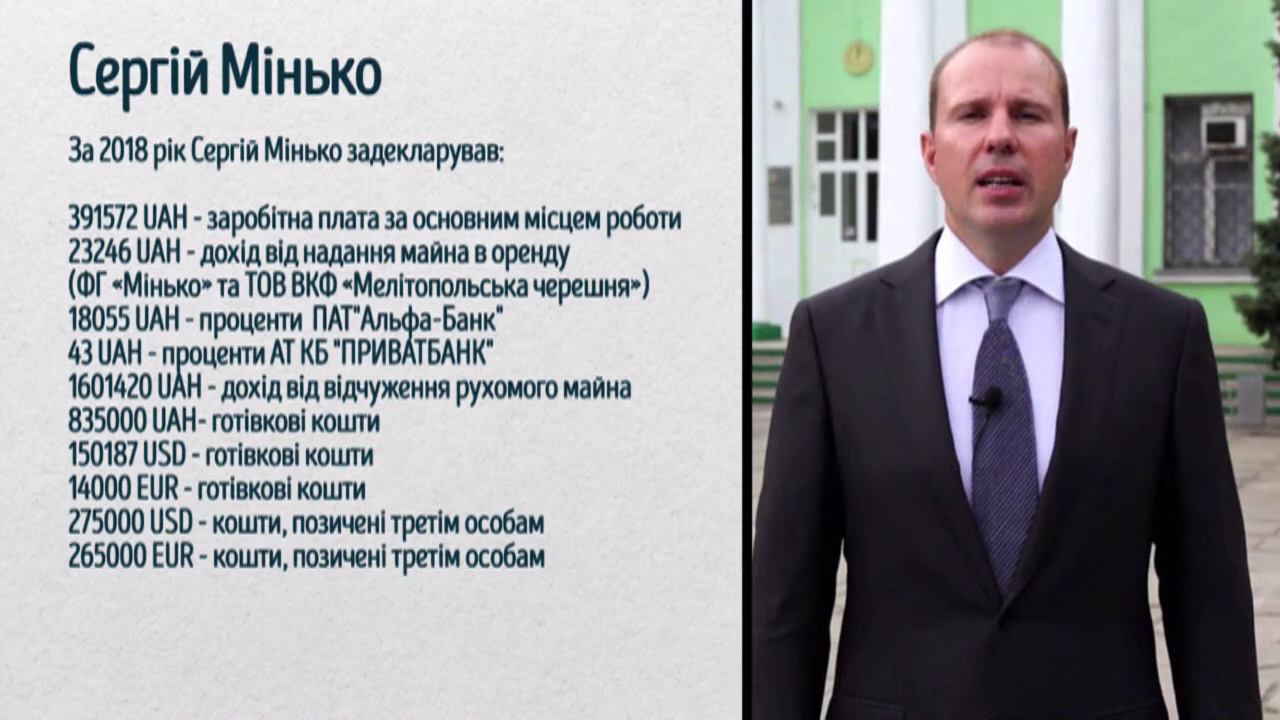 Сергій Мінько
За 2018 рік Сергій Мінько задекларував:
391572 UAH - заробітна плата за основним місцем роботи
23246 UAH - дохід від надання майна в оренду
(ФГ «Мінько» та ТОВ ВКФ «Мелітопольська черешня»)
18055 UAH - проценти ПАТ"Альфа-Банк"
43 UAH - проценти АТ КБ "ПРИВАТБАНК"
1601420 UAH - дохід від відчуження рухомого майна
835000 UAH- готівкові кошти
150187 USD - готівкові кошти
14000 EUR - готівкові кошти
275000 USD - кошти, позичені третім особам
265000 EUR - кошти, позичені третім особам